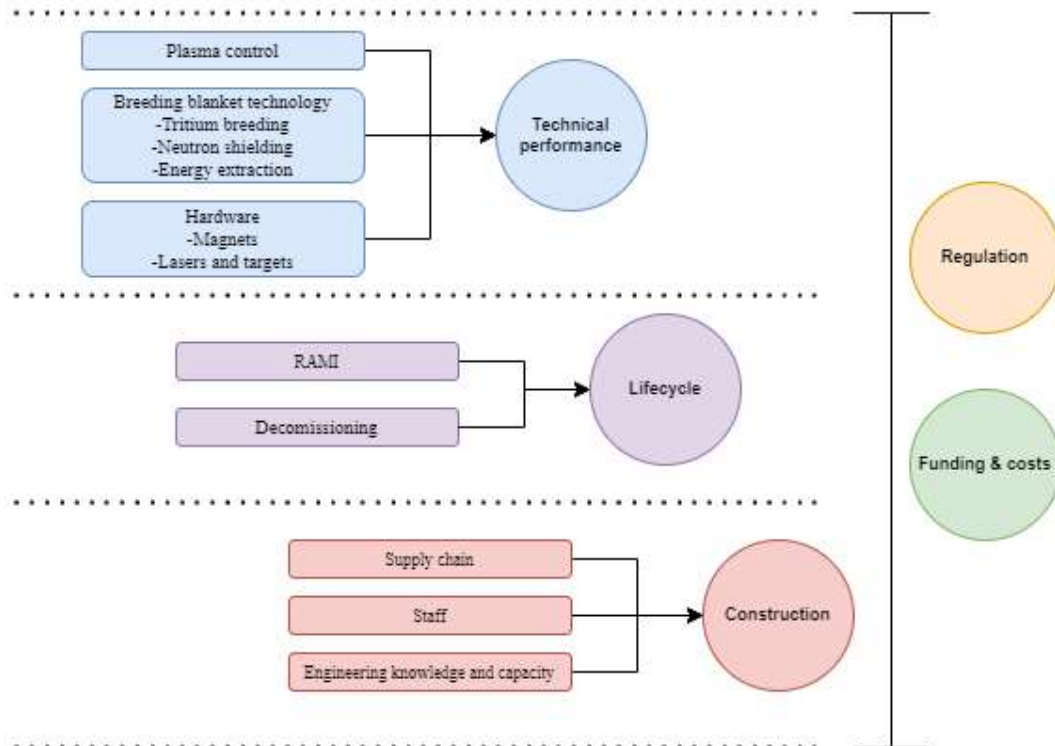 Plasma control
Breeding blanket technology
-Tritium breeding
-Neutron shielding
-Energy extraction
Hardware
-Magnets
-Lasers and targets
Technical
performance
Regulation
RAMI
Decomissioning
Lifecycle
Funding & costs
Supply chain
Staff
Engineering knowledge and capacity
Construction